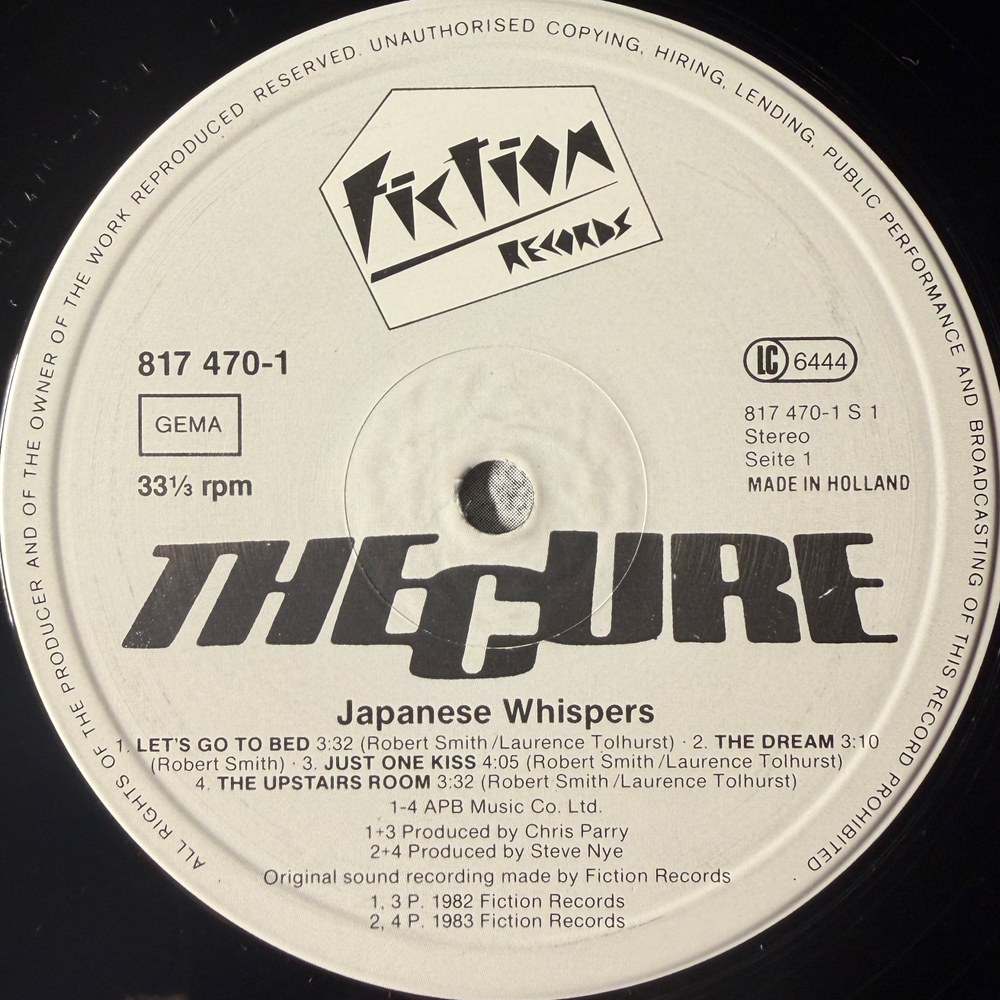 ALL RIGHTS OF THE PRODUCER AND OF THE OWNER OF THE WORK REPRODUCED RESERVED. UNAUTHORISED COPYING, HIRING, LENDING, PUBLIC PERFORMANCE AND BROADCASTING OF THIS RECORD PROHIBITED
Fiction
RECORDS
817 470-1
GEMA
33⅓ rpm
LC 6444
817 470-1 S 1
Stereo
Seite 1
MADE IN HOLLAND
THE CURE
Japanese Whispers
1. LET'S GO TO BED 3:32 (Robert Smith/Laurence Tolhurst) · 2. THE DREAM 3:10
(Robert Smith) · 3. JUST ONE KISS 4:05 (Robert Smith/Laurence Tolhurst)
4. THE UPSTAIRS ROOM 3:32 (Robert Smith/Laurence Tolhurst)
1-4 APB Music Co. Ltd.
1+3 Produced by Chris Parry
2+4 Produced by Steve Nye
Original sound recording made by Fiction Records
1, 3 P. 1982 Fiction Records
2, 4 P. 1983 Fiction Records